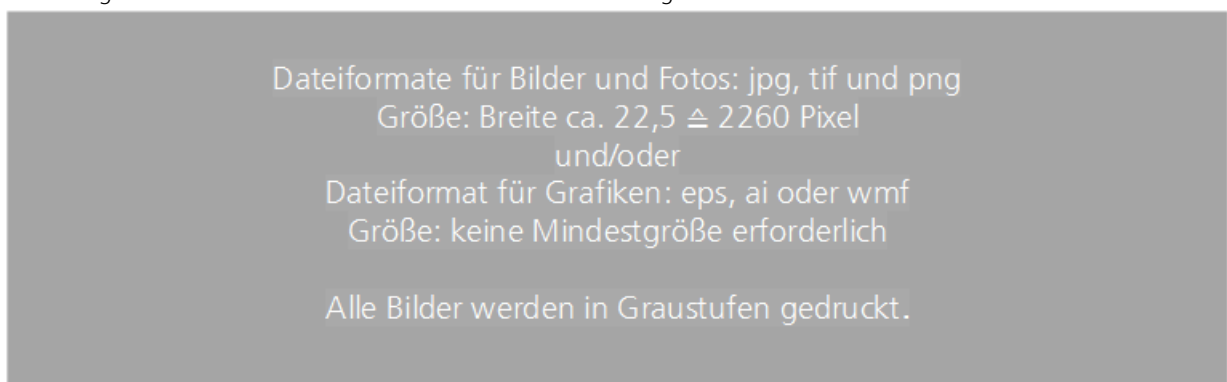 Dateiformate für Bilder und Fotos: jpg, tif und png
Größe: Breite ca. 22,5 ≙ 2260 Pixel
und/oder
Dateiformat für Grafiken: eps, ai oder wmf
Größe: keine Mindestgröße erforderlich
Alle Bilder werden in Graustufen gedruckt.